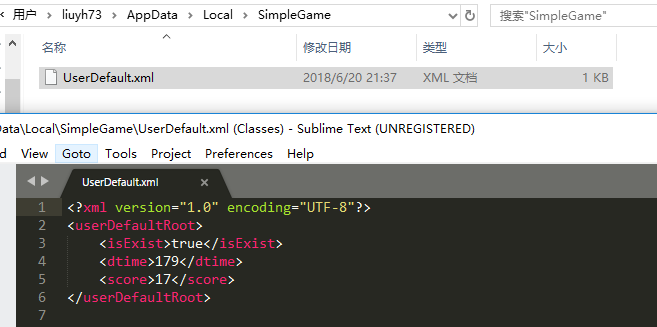 用户 > liuyh73 > AppData > Local > SimpleGame
搜索"SimpleGame"
名称 修改日期 类型 大小
UserDefault.xml 2018/6/20 21:37 XML 文档 1 KB
Data\Local\SimpleGame\UserDefault.xml (Classes) - Sublime Text (UNREGISTERED)
d View Goto Tools Project Preferences Help
UserDefault.xml ×
1 <?xml version="1.0" encoding="UTF-8"?>
2 <userDefaultRoot>
3 <isExist>true</isExist>
4 <dtime>179</dtime>
5 <score>17</score>
6 </userDefaultRoot>
7